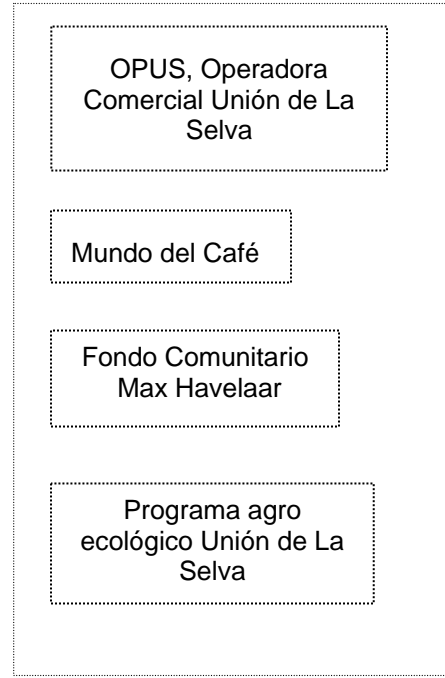 OPUS, Operadora
Comercial Unión de La
Selva
Mundo del Café
Fondo Comunitario
Max Havelaar
Programa agro
ecológico Unión de La
Selva